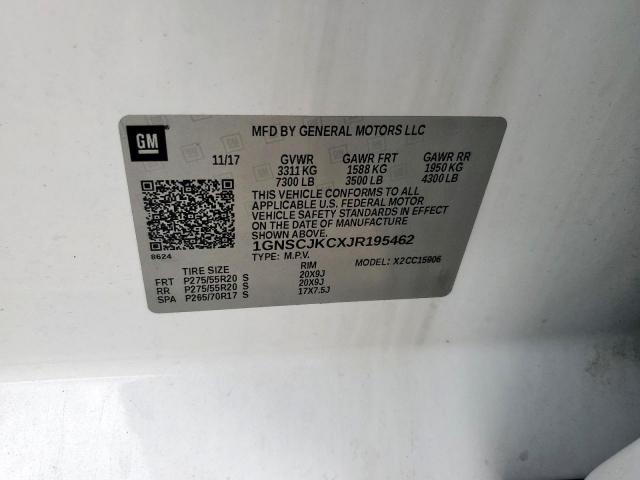 GM
MFD BY GENERAL MOTORS LLC
11/17 GVWR GAWR FRT GAWR RR
3311 KG 1588 KG 1950 KG
7300 LB 3500 LB 4300 LB
THIS VEHICLE CONFORMS TO ALL
APPLICABLE U.S. FEDERAL MOTOR
VEHICLE SAFETY STANDARDS IN EFFECT
ON THE DATE OF MANUFACTURE SHOWN ABOVE.
1GNSCJKCXJR195462
8624
TYPE: M.P.V. MODEL: X2CC15906
TIRE SIZE RIM
FRT P275/55R20 S 20X9J
RR P275/55R20 S 20X9J
SPA P265/70R17 S 17X7.5J